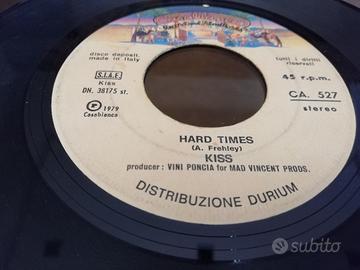 disco deposit.
made in Italy
tutti i diritti
riservati
S.I.A.E.
Kiss
DN. 38175 st.
45 r.p.m.
CA. 527
stereo
P 1979
Casablanca
HARD TIMES
(A. Frehley)
KISS
producer : VINI PONCIA for MAD VINCENT PRODS.
DISTRIBUZIONE DURIUM
subito